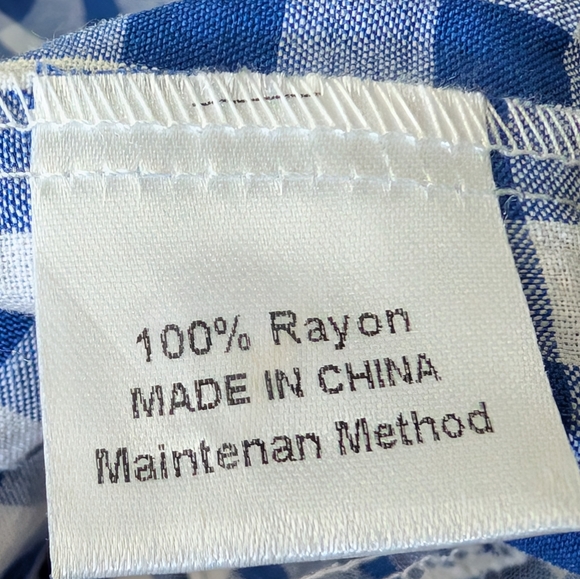 100% Rayon
MADE IN CHINA
Maintenan Method